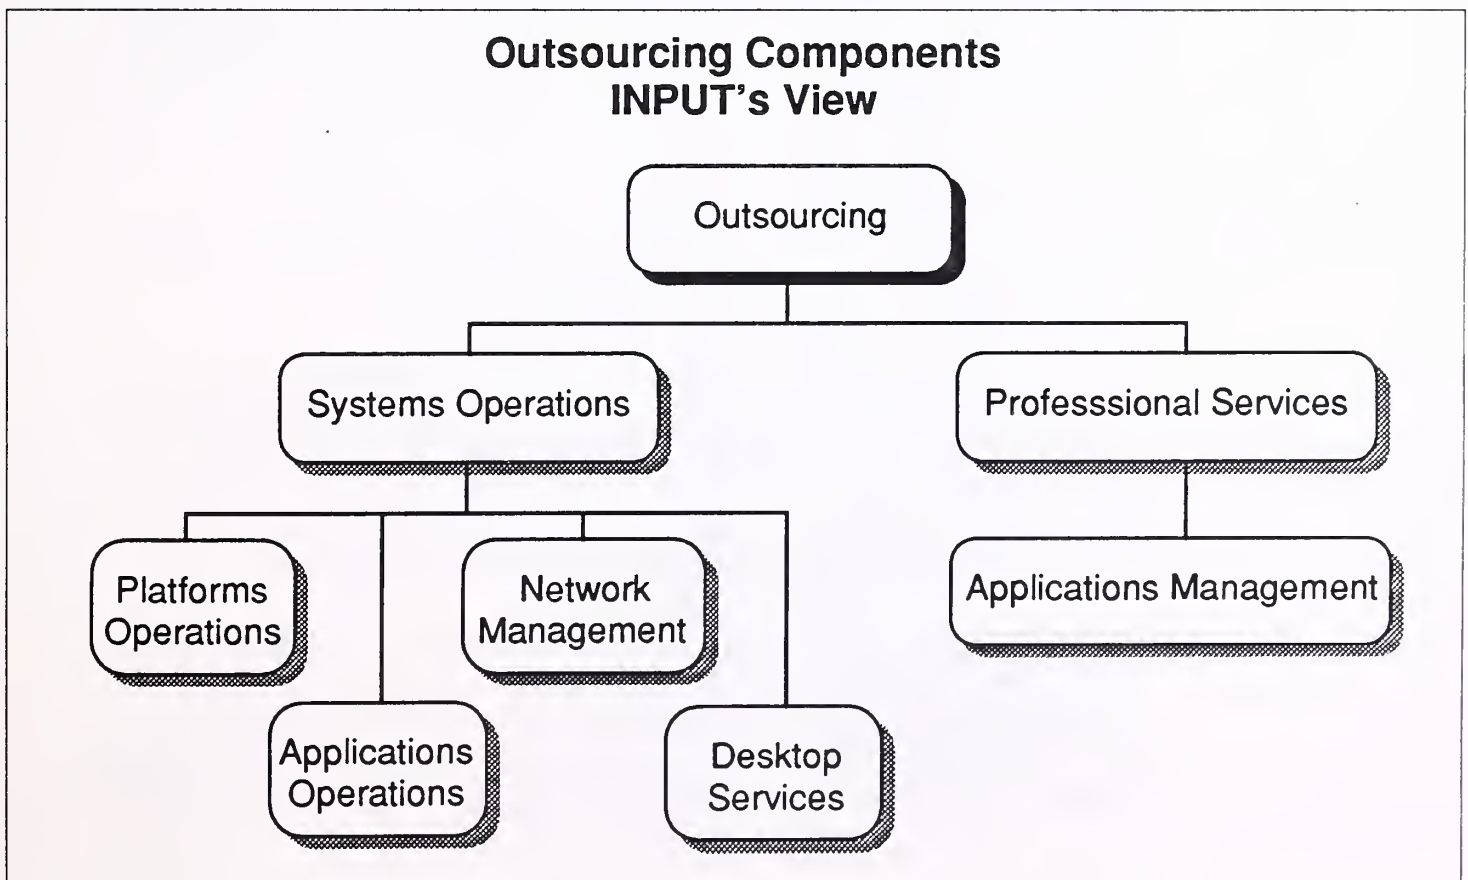 Outsourcing Components
INPUT's View
Outsourcing
Systems Operations
Professsional Services
Platforms
Operations
Network
Management
Applications Management
Applications
Operations
Desktop
Services